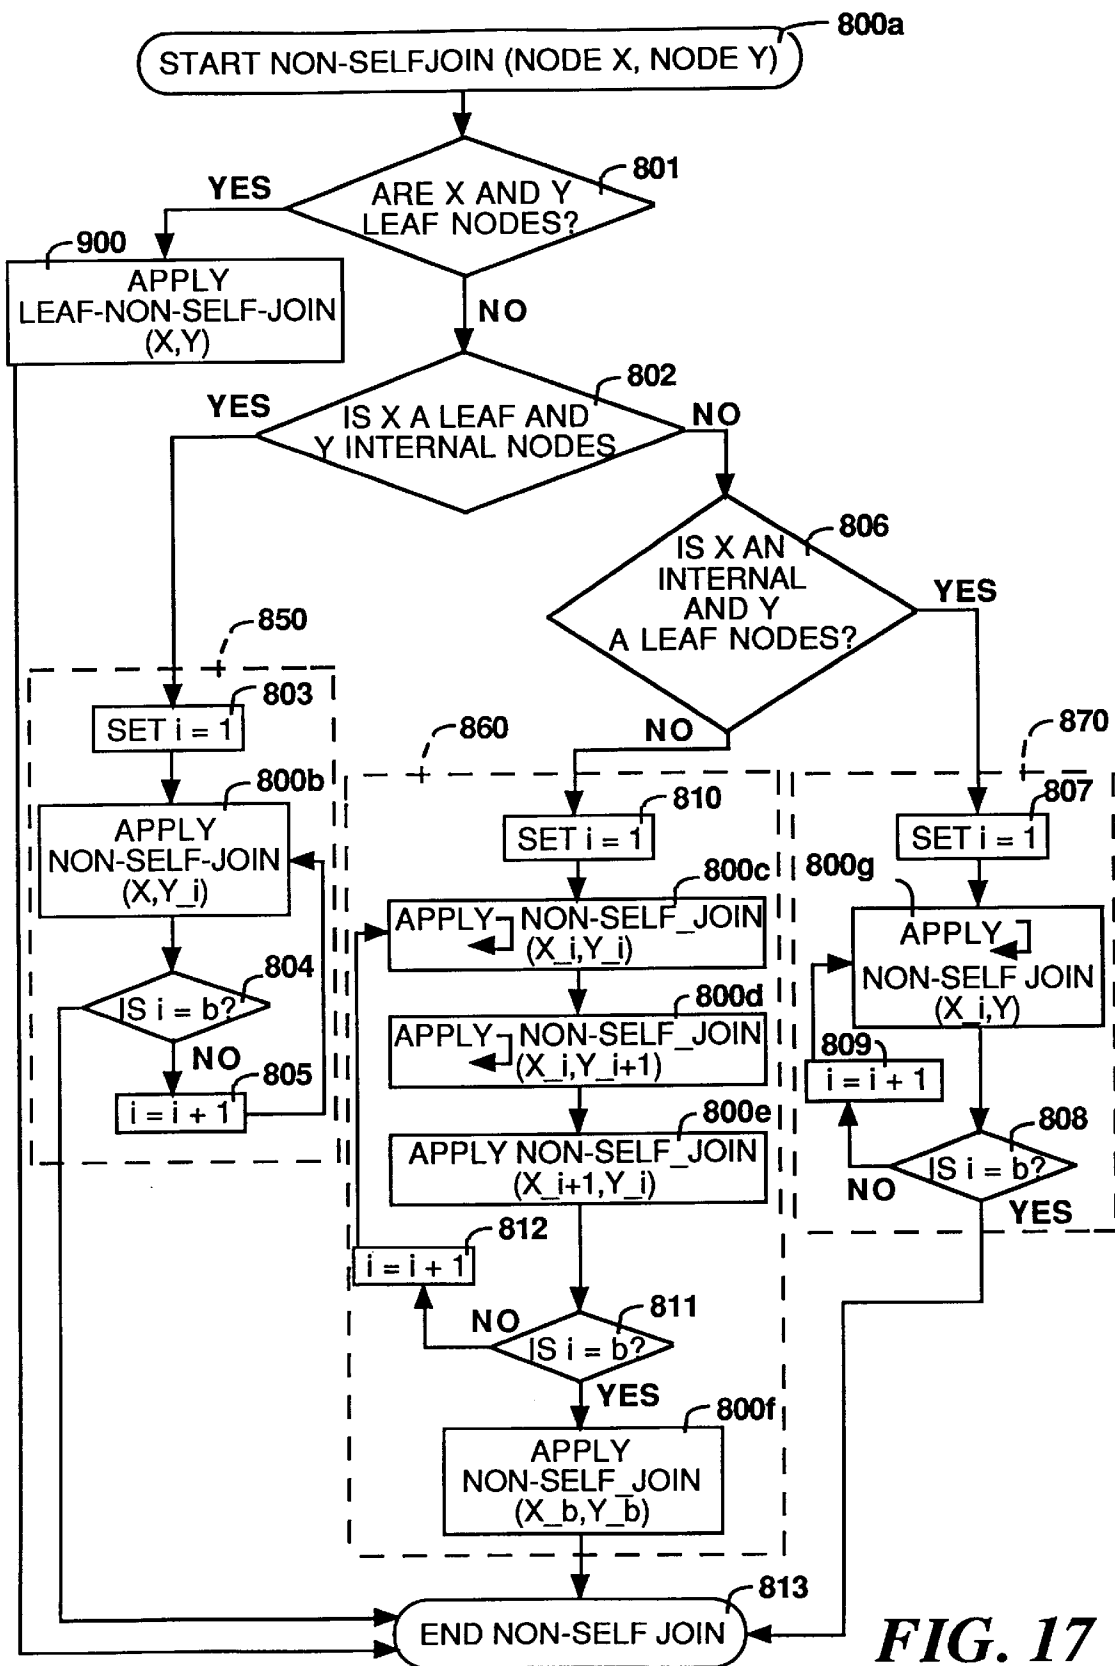 800a
START NON-SELFJOIN (NODE X, NODE Y)
801
YES
ARE X AND Y
LEAF NODES?
900
APPLY
LEAF-NON-SELF-JOIN
(X,Y)
NO
802
YES
IS X A LEAF AND
Y INTERNAL NODES
NO
806
IS X AN
INTERNAL
AND Y
A LEAF NODES?
YES
NO
850
803
SET i = 1
800b
APPLY
NON-SELF-JOIN
(X,Y_i)
804
IS i = b?
NO
805
i = i + 1
860
810
SET i = 1
800c
APPLY NON-SELF_JOIN
(X_i,Y_i)
800d
APPLY NON-SELF_JOIN
(X_i,Y_i+1)
800e
APPLY NON-SELF_JOIN
(X_i+1,Y_i)
812
i = i + 1
811
NO
IS i = b?
YES
800f
APPLY
NON-SELF_JOIN
(X_b,Y_b)
870
807
SET i = 1
800g
APPLY
NON-SELF JOIN
(X_i,Y)
809
i = i + 1
808
IS i = b?
NO
YES
813
END NON-SELF JOIN
FIG. 17